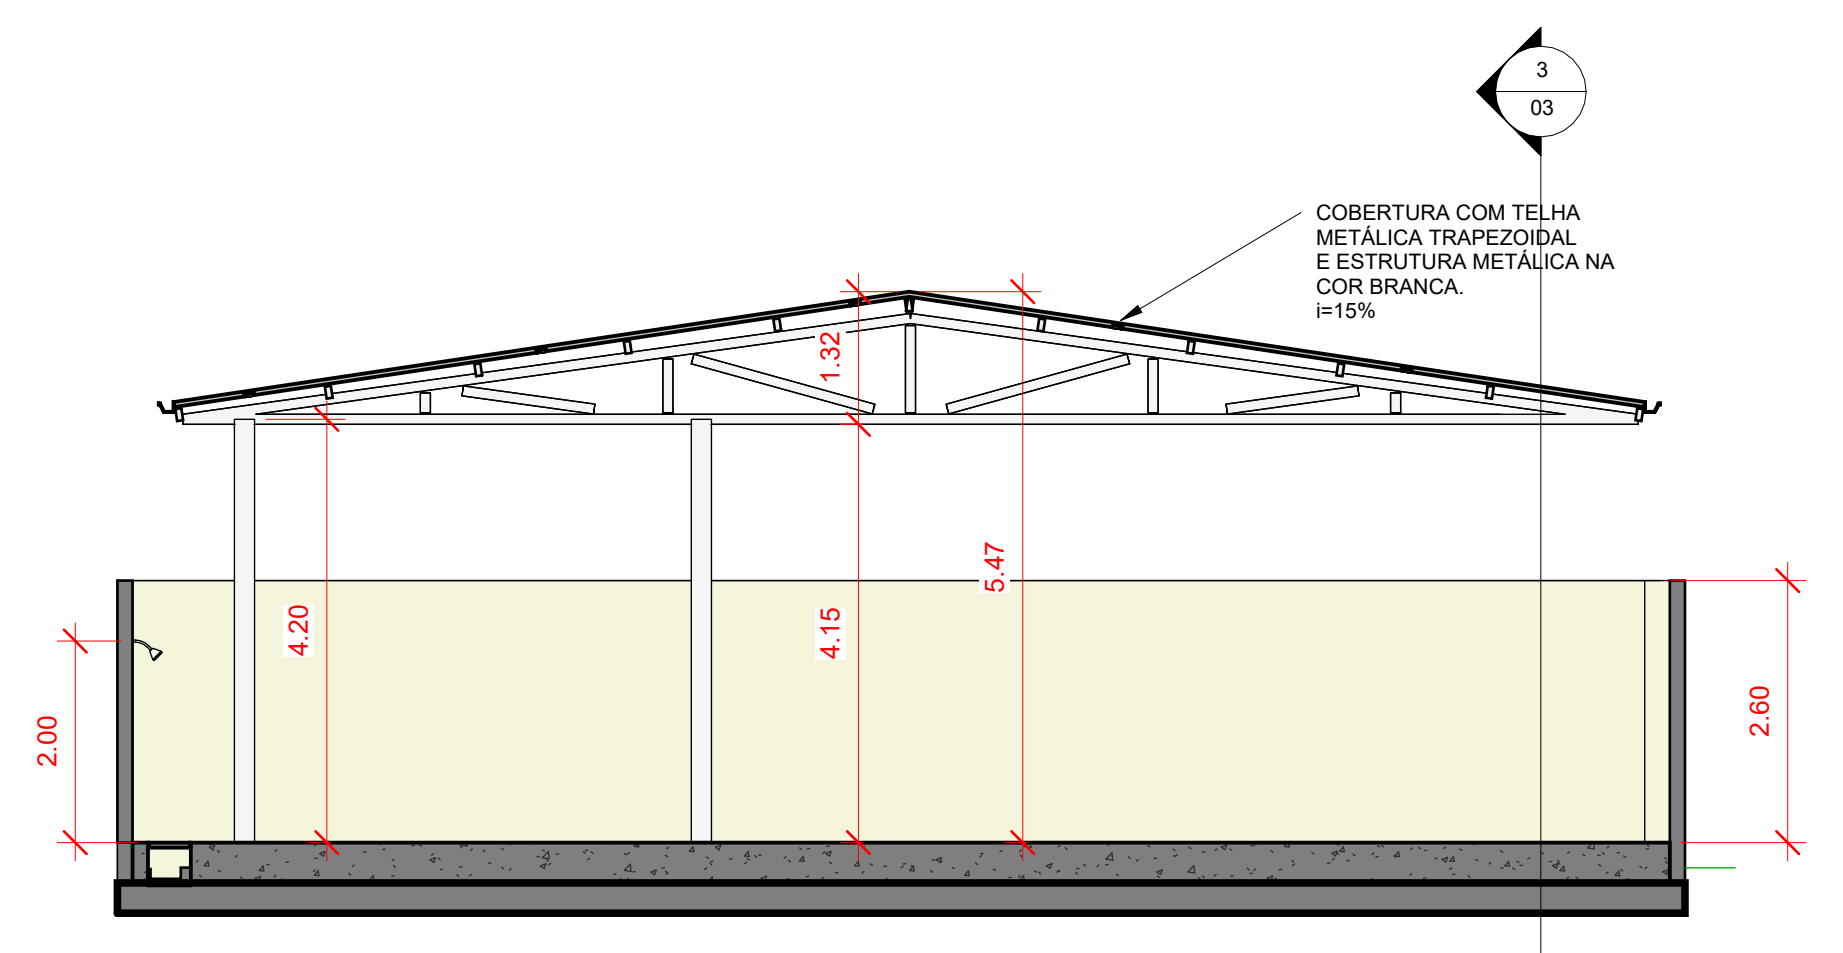 3
03
COBERTURA COM TELHA
METÁLICA TRAPEZOIDAL
E ESTRUTURA METÁLICA NA
COR BRANCA.
i=15%
1.32
5.47
4.20
4.15
2.00
2.60